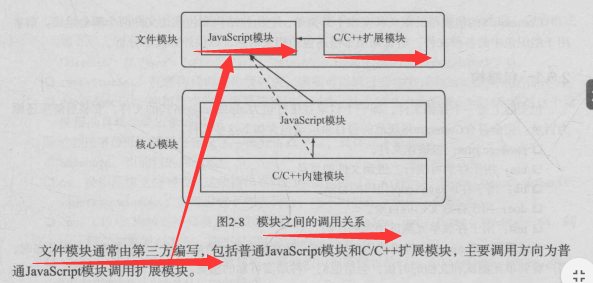 文件模块
JavaScript模块
C/C++扩展模块
核心模块
JavaScript模块
C/C++内建模块
图2-8 模块之间的调用关系
文件模块通常由第三方编写,包括普通JavaScript模块和C/C++扩展模块,主要调用方向为普
通JavaScript模块调用扩展模块。